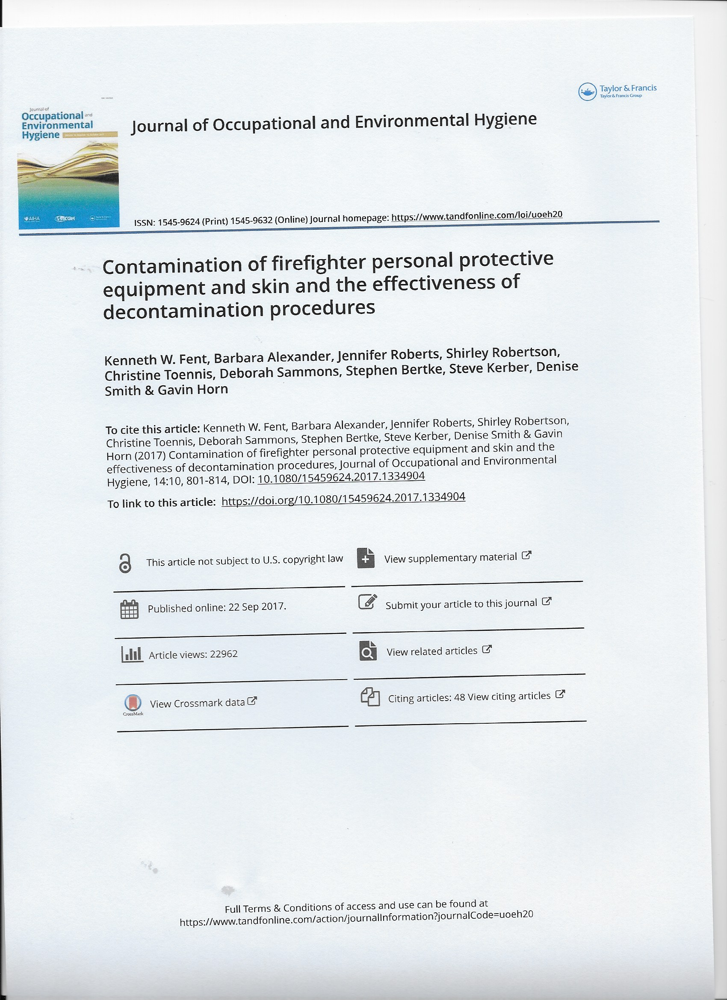 Taylor & Francis
Taylor & Francis Group
Journal of
Occupational and
Environmental
Hygiene
Journal of Occupational and Environmental Hygiene
AIHA
ACGIH
ISSN: 1545-9624 (Print) 1545-9632 (Online) Journal homepage: https://www.tandfonline.com/loi/uoeh20
Contamination of firefighter personal protective
equipment and skin and the effectiveness of
decontamination procedures
Kenneth W. Fent, Barbara Alexander, Jennifer Roberts, Shirley Robertson,
Christine Toennis, Deborah Sammons, Stephen Bertke, Steve Kerber, Denise
Smith & Gavin Horn
To cite this article: Kenneth W. Fent, Barbara Alexander, Jennifer Roberts, Shirley Robertson,
Christine Toennis, Deborah Sammons, Stephen Bertke, Steve Kerber, Denise Smith & Gavin
Horn (2017) Contamination of firefighter personal protective equipment and skin and the
effectiveness of decontamination procedures, Journal of Occupational and Environmental
Hygiene, 14:10, 801-814, DOI: 10.1080/15459624.2017.1334904
To link to this article: https://doi.org/10.1080/15459624.2017.1334904
This article not subject to U.S. copyright law
View supplementary material
Published online: 22 Sep 2017.
Submit your article to this journal
Article views: 22962
View related articles
View Crossmark data
CrossMark
Citing articles: 48 View citing articles
Full Terms & Conditions of access and use can be found at
https://www.tandfonline.com/action/journalInformation?journalCode=uoeh20